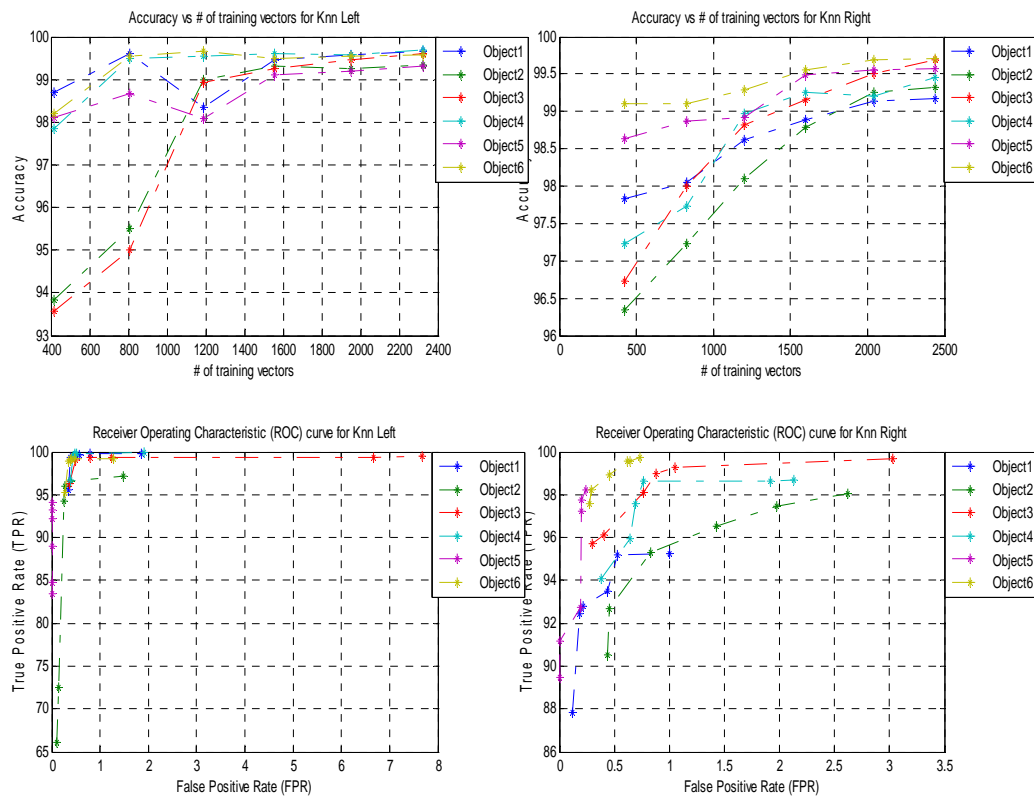 Accuracy vs # of training vectors for Knn Left
100
99
98
97
96
95
94
93
Accuracy
400 600 800 1000 1200 1400 1600 1800 2000 2200 2400
# of training vectors
Object1
Object2
Object3
Object4
Object5
Object6
Accuracy vs # of training vectors for Knn Right
100
99.5
99
98.5
98
97.5
97
96.5
96
Accuracy
0 500 1000 1500 2000 2500
# of training vectors
Object1
Object2
Object3
Object4
Object5
Object6
Receiver Operating Characteristic (ROC) curve for Knn Left
100
95
90
85
80
75
70
65
True Positive Rate (TPR)
0 1 2 3 4 5 6 7 8
False Positive Rate (FPR)
Object1
Object2
Object3
Object4
Object5
Object6
Receiver Operating Characteristic (ROC) curve for Knn Right
100
98
96
94
92
90
88
86
True Positive Rate (TPR)
0 0.5 1 1.5 2 2.5 3 3.5
False Positive Rate (FPR)
Object1
Object2
Object3
Object4
Object5
Object6